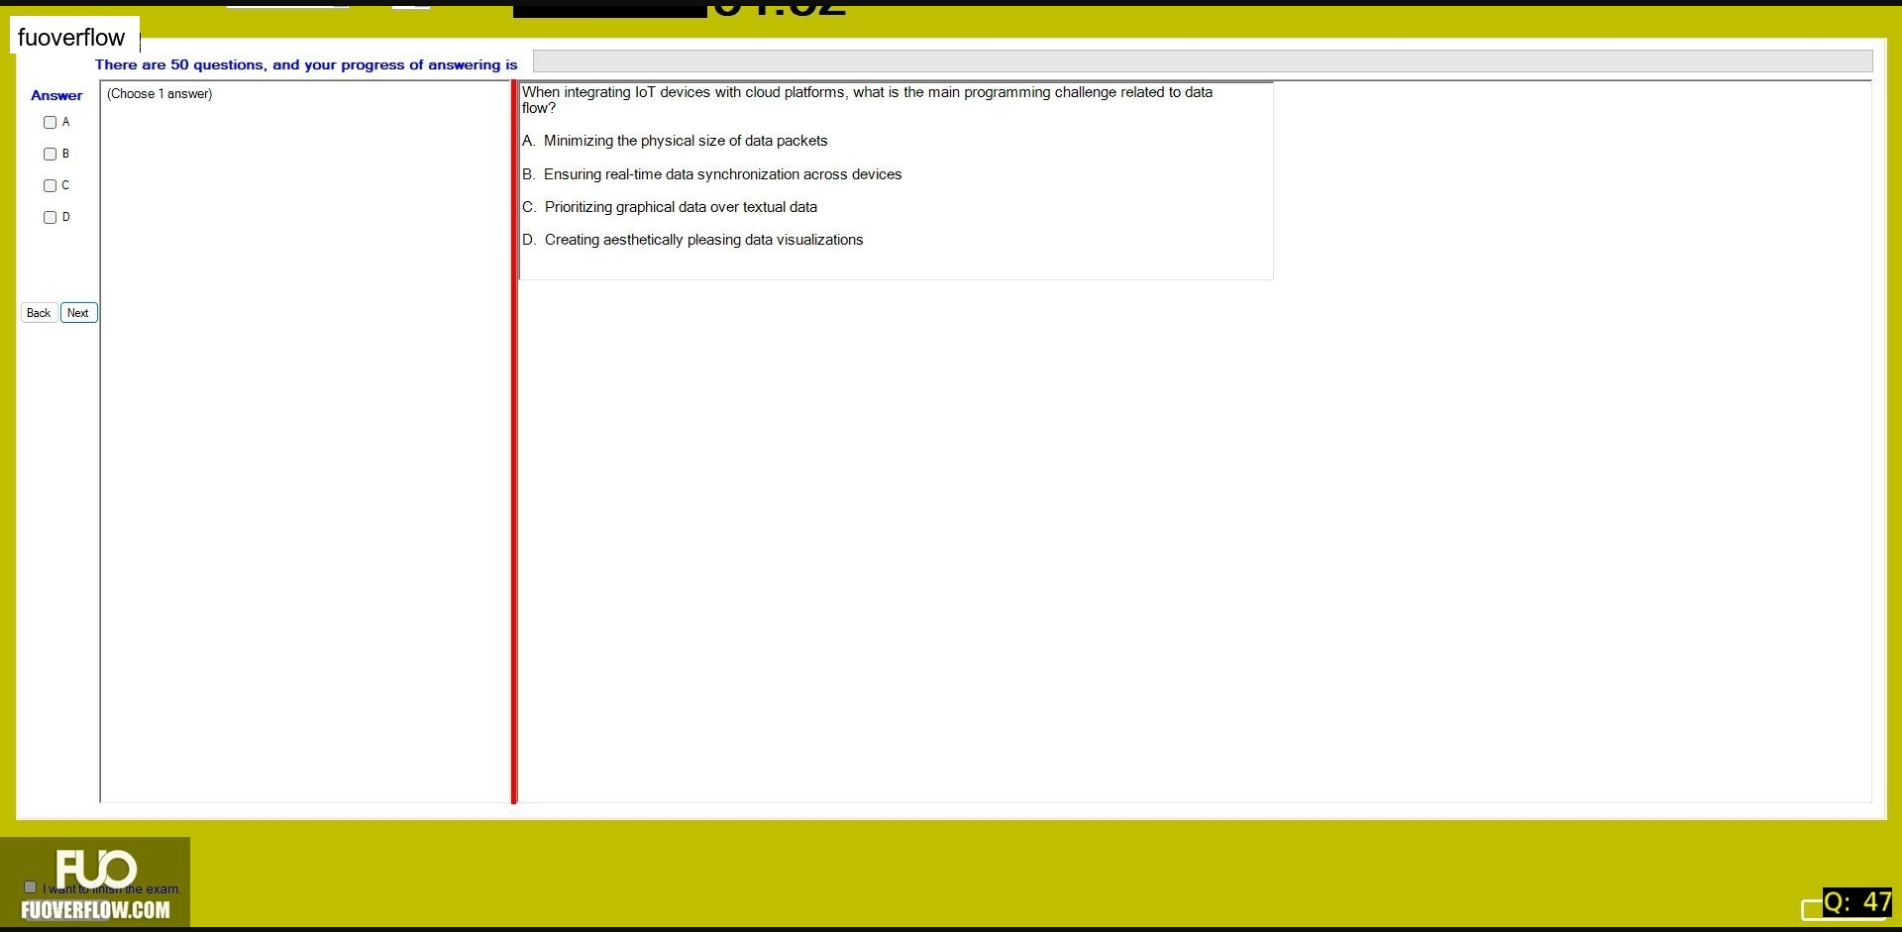 fuoverflow
There are 50 questions, and your progress of answering is
Answer
(Choose 1 answer)
A
B
C
D
Back
Next
When integrating IoT devices with cloud platforms, what is the main programming challenge related to data
flow?
A. Minimizing the physical size of data packets
B. Ensuring real-time data synchronization across devices
C. Prioritizing graphical data over textual data
D. Creating aesthetically pleasing data visualizations
FUO
I want to finish the exam.
FUOVERFLOW.COM
Q: 47